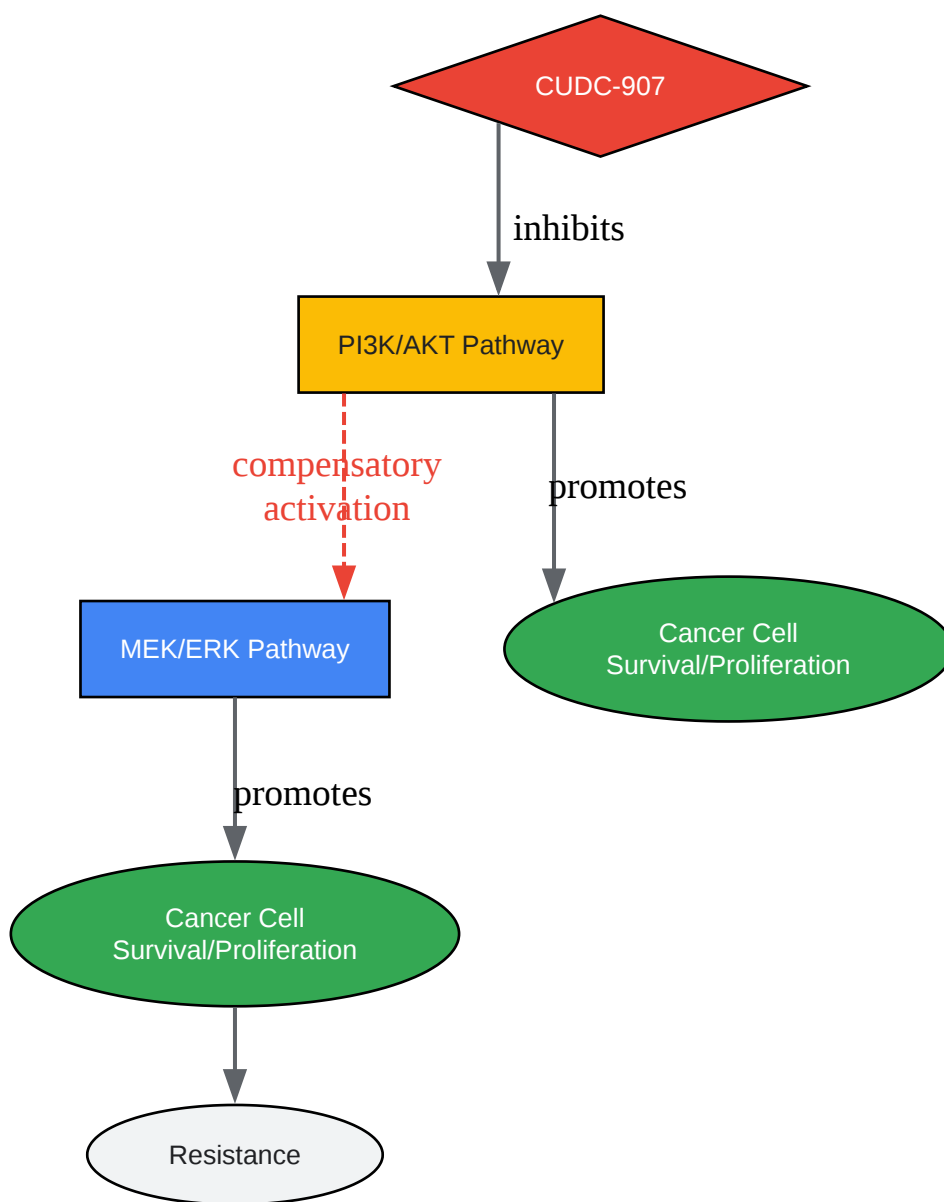 CUDC-907
inhibits
PI3K/AKT Pathway
compensatory
activation
promotes
MEK/ERK Pathway
Cancer Cell
Survival/Proliferation
promotes
Cancer Cell
Survival/Proliferation
Resistance